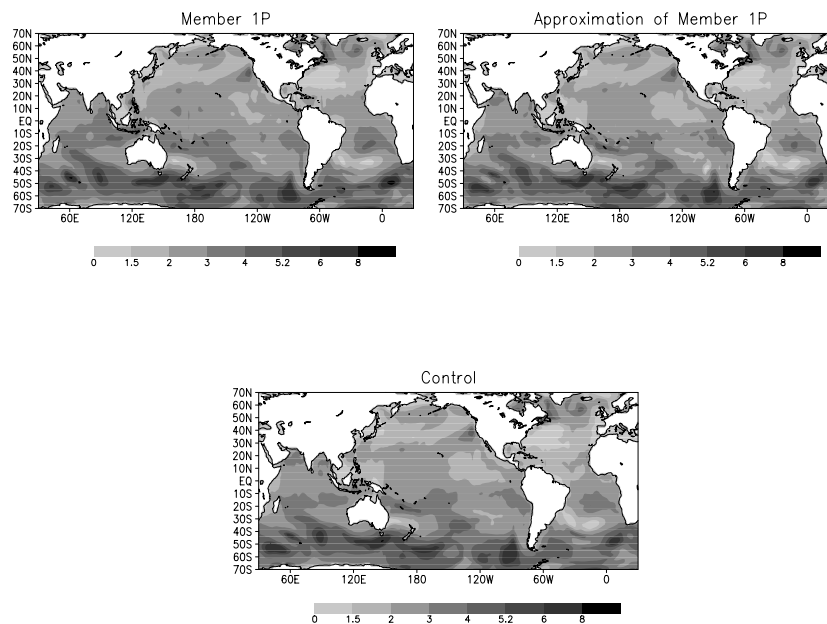 Member 1P
Approximation of Member 1P
70N
60N
50N
40N
30N
20N
10N
EQ
10S
20S
30S
40S
50S
60S
70S
60E 120E 180 120W 60W 0
0 1.5 2 3 4 5.2 6 8
70N
60N
50N
40N
30N
20N
10N
EQ
10S
20S
30S
40S
50S
60S
70S
60E 120E 180 120W 60W 0
0 1.5 2 3 4 5.2 6 8
Control
70N
60N
50N
40N
30N
20N
10N
EQ
10S
20S
30S
40S
50S
60S
70S
60E 120E 180 120W 60W 0
0 1.5 2 3 4 5.2 6 8